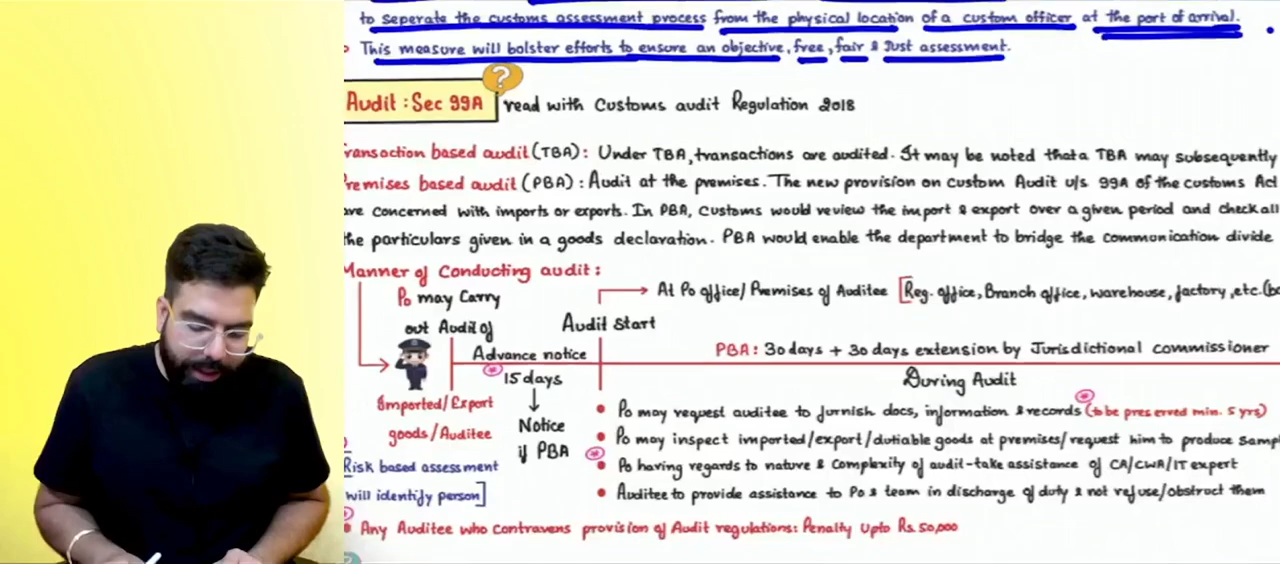 to seperate the customs assessment process from the physical location of a custom officer at the port of arrival.
This measure will bolster efforts to ensure an objective, free, fair & just assessment.
?
Audit : Sec 99A read with Customs audit Regulation 2018
ransaction based audit (TBA) : Under TBA, transactions are audited. It may be noted that a TBA may subsequently
remises based audit (PBA) : Audit at the premises. The new provision on Custom Audit u/s 99A of the Customs Act
are concerned with imports or exports. In PBA, Customs would review the import & export over a given period and check all
the particulars given in a goods declaration. PBA would enable the department to bridge the communication divide
Manner of Conducting audit :
At Po office/ Premises of Auditee [Reg. office, Branch office, warehouse, factory, etc.
Po may Carry
out Audit of
Audit start
PBA : 30 days + 30 days extension by Jurisdictional commissioner
Advance notice
15 days
During Audit
Imported/Export
goods/Auditee
Notice
if PBA
Po may request auditee to furnish docs, information & records (to be preserved min. 5 yrs)
Po may inspect imported/export/dutiable goods at premises/request him to produce Sampl
Risk based assessment
will identify person]
Po having regards to nature & complexity of audit-take assistance of CA/CWA/IT expert
Auditee to provide assistance to Po & team in discharge of duty & not refuse/obstruct them
Any Auditee who contravens provision of Audit regulations: Penalty upto Rs 50,000